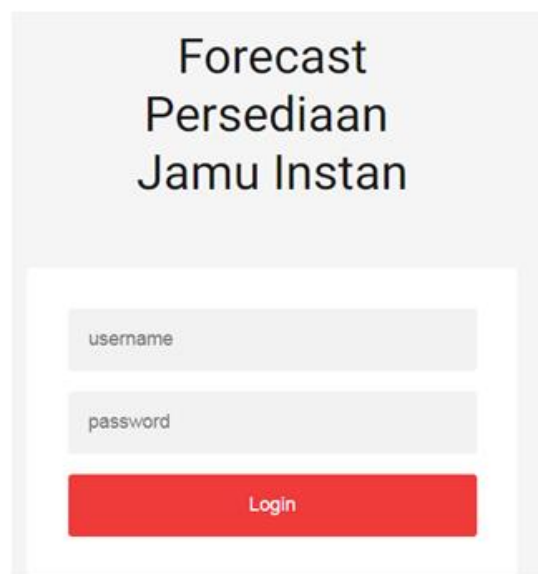 Forecast
Persediaan
Jamu Instan
username
password
Login